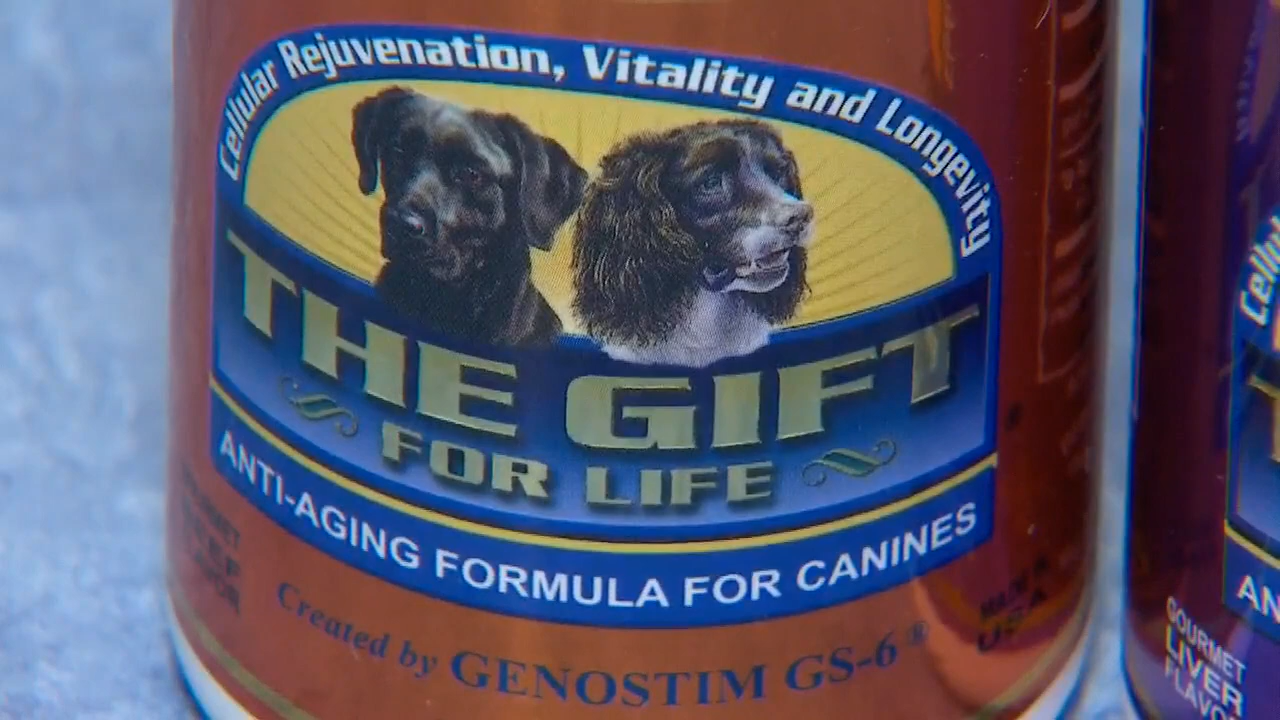 Cellular Rejuvenation, Vitality and Longevity
THE GIFT
FOR LIFE
ANTI-AGING FORMULA FOR CANINES
Created by GENOSTIM GS-6®
USA
GOURMET
LIVER